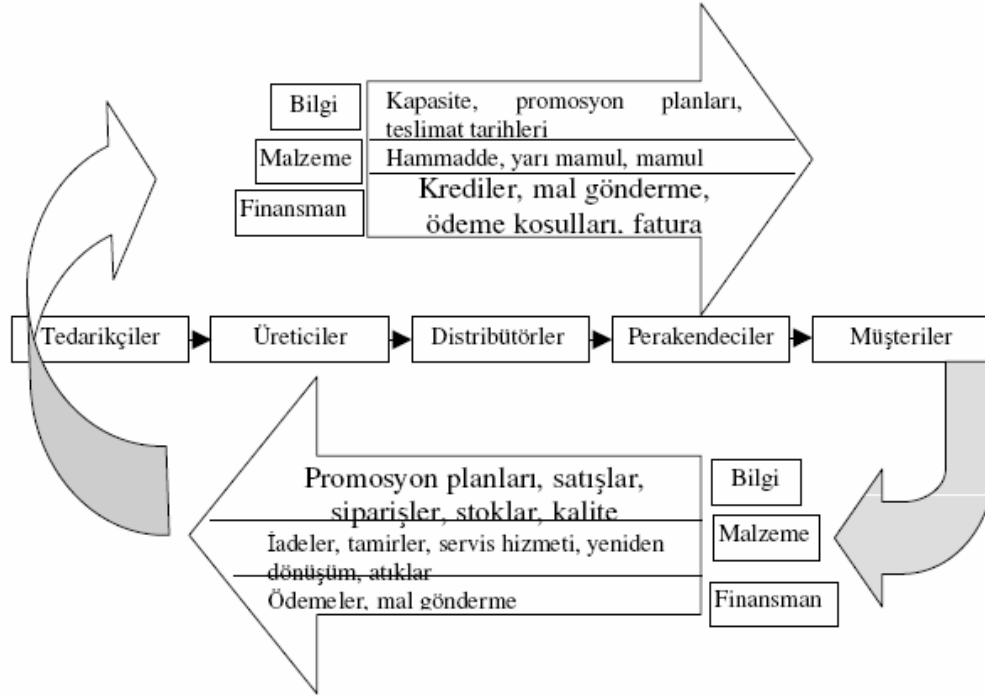 Bilgi
Kapasite, promosyon planları,
teslimat tarihleri
Malzeme
Hammadde, yarı mamul, mamul
Finansman
Krediler, mal gönderme,
ödeme kosulları. fatura
Tedarikçiler
Üreticiler
Distribütörler
Perakendeciler
Müşteriler
Promosyon planları, satışlar,
siparişler, stoklar, kalite
Bilgi
İadeler, tamirler, servis hizmeti, yeniden
dönüşüm, atıklar
Malzeme
Ödemeler, mal gönderme
Finansman